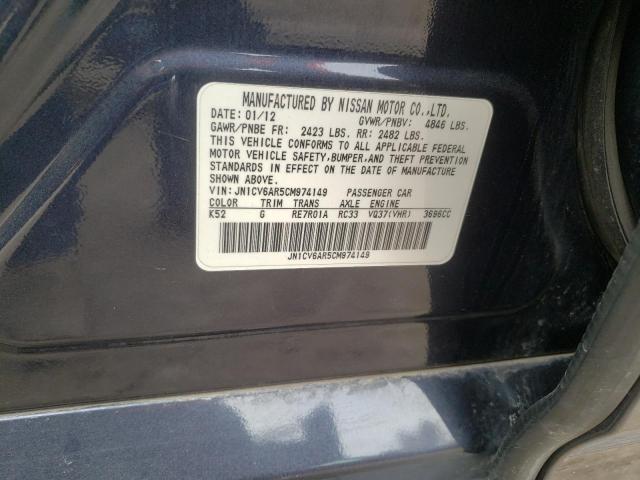 MANUFACTURED BY NISSAN MOTOR CO.,LTD.
DATE: 01/12 GVWR/PNBV: 4846 LBS.
GAWR/PNBE FR: 2423 LBS. RR: 2482 LBS.
THIS VEHICLE CONFORMS TO ALL APPLICABLE FEDERAL
MOTOR VEHICLE SAFETY,BUMPER,AND THEFT PREVENTION
STANDARDS IN EFFECT ON THE DATE OF MANUFACTURE
SHOWN ABOVE.
VIN: JN1CV6AR5CM974149 PASSENGER CAR
COLOR TRIM TRANS AXLE ENGINE
K52 G RE7R01A RC33 VQ37(VHR) 3696CC
JN1CV6AR5CM974149